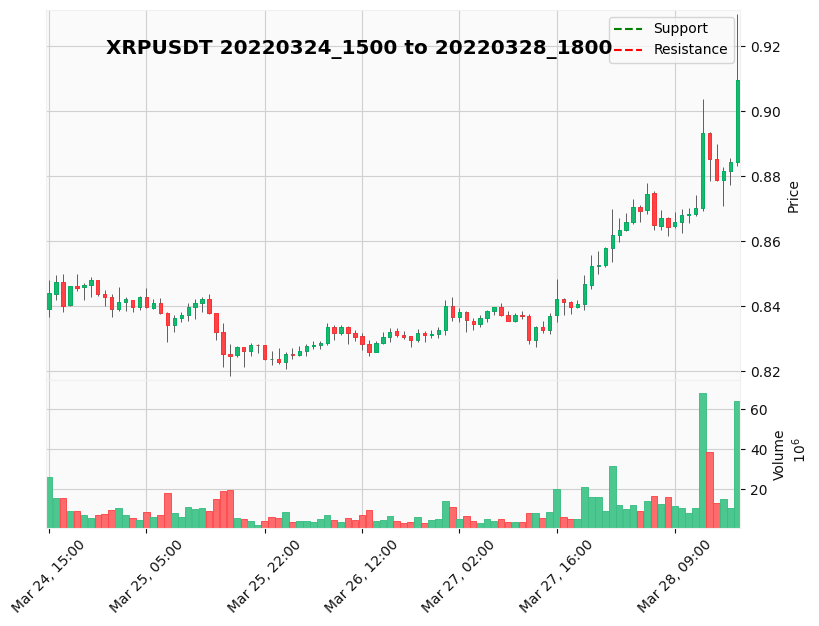 XRPUSDT 20220324_1500 to 20220328_1800
Support
Resistance
0.92
0.90
0.88
0.86
0.84
0.82
Price
60
40
20
Volume
10^6
Mar 24, 15:00
Mar 25, 05:00
Mar 25, 22:00
Mar 26, 12:00
Mar 27, 02:00
Mar 27, 16:00
Mar 28, 09:00